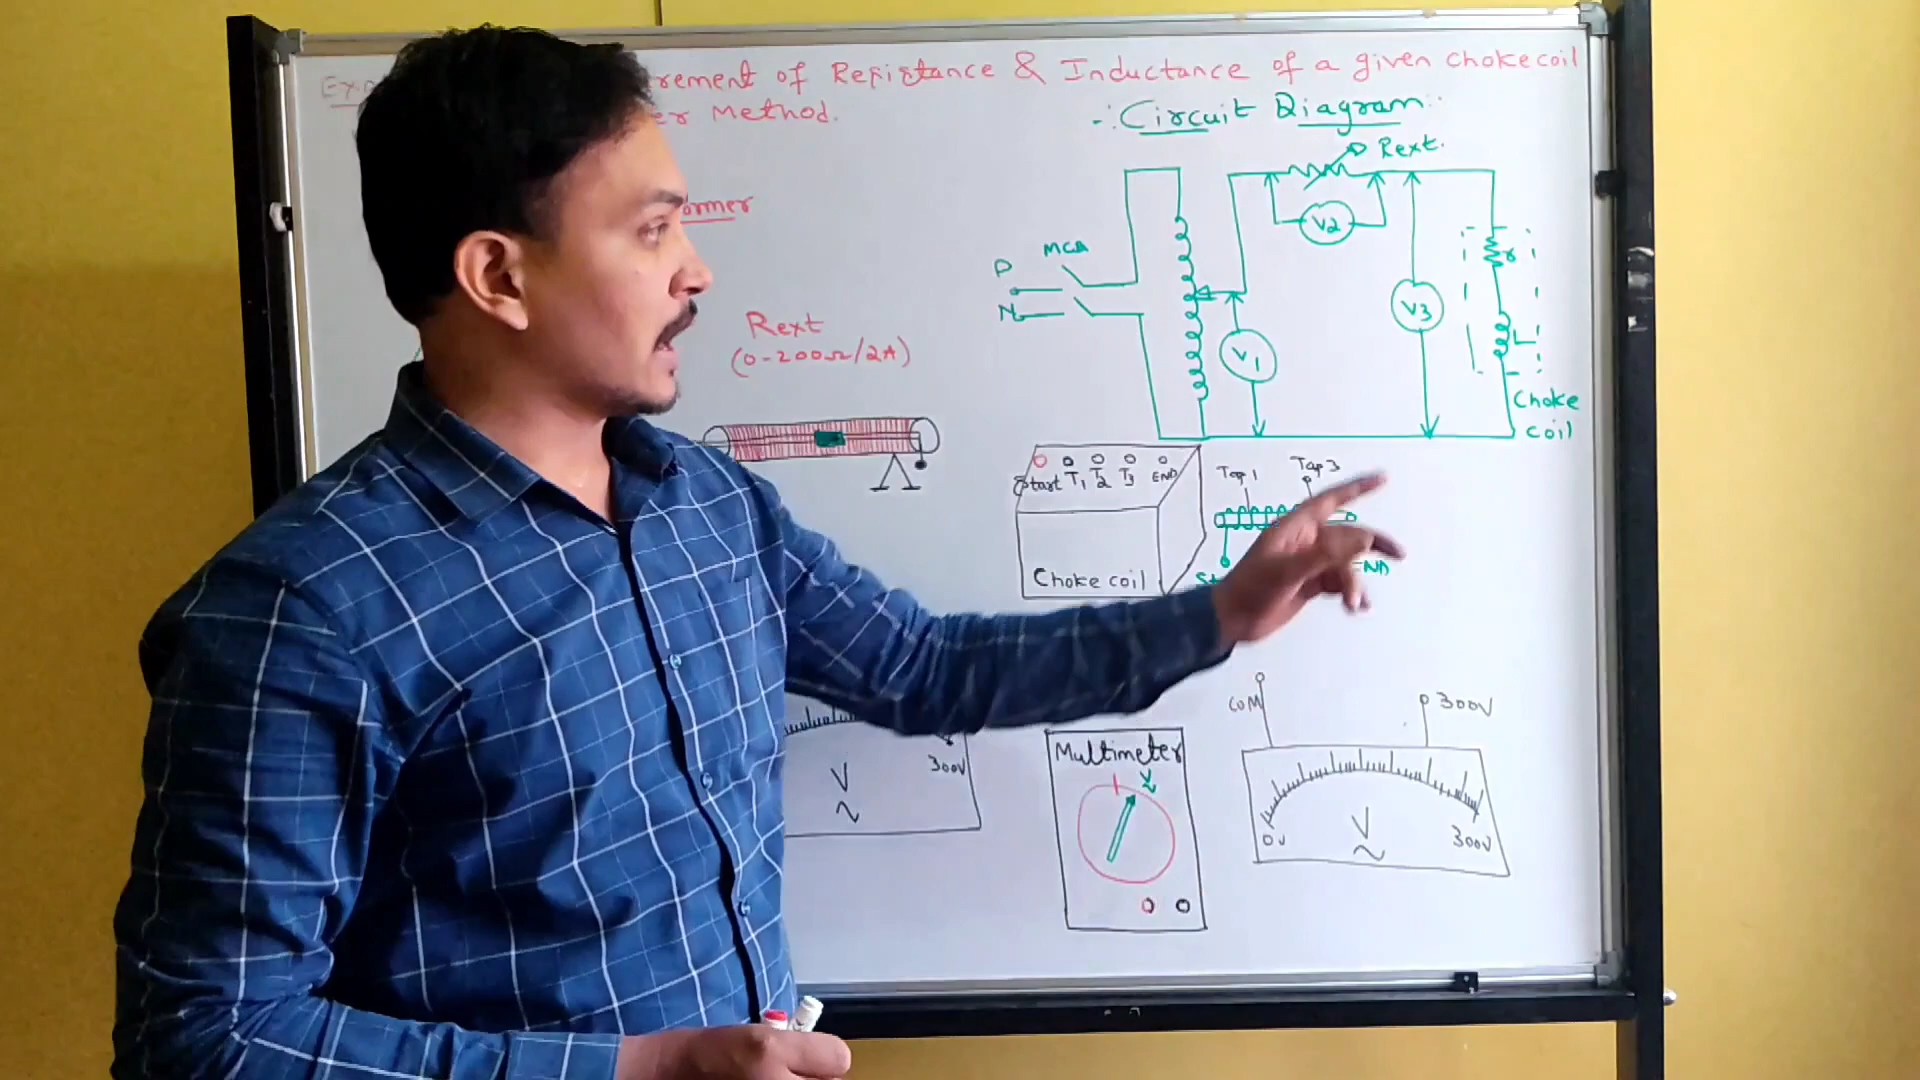 Measurement of Resistance & Inductance of a given choke coil
Method.
-: Circuit Diagram :-
Rext.
V2
MCB
P
N
V1
V3
r
L
Choke
coil
Rext
(0-200Ω/2A)
Start T1 T2 T3 END
Choke coil
Tap 1
Tap 3
END
V
~
300V
Multimeter
V
~
COM
300V
0V
V
~
300V